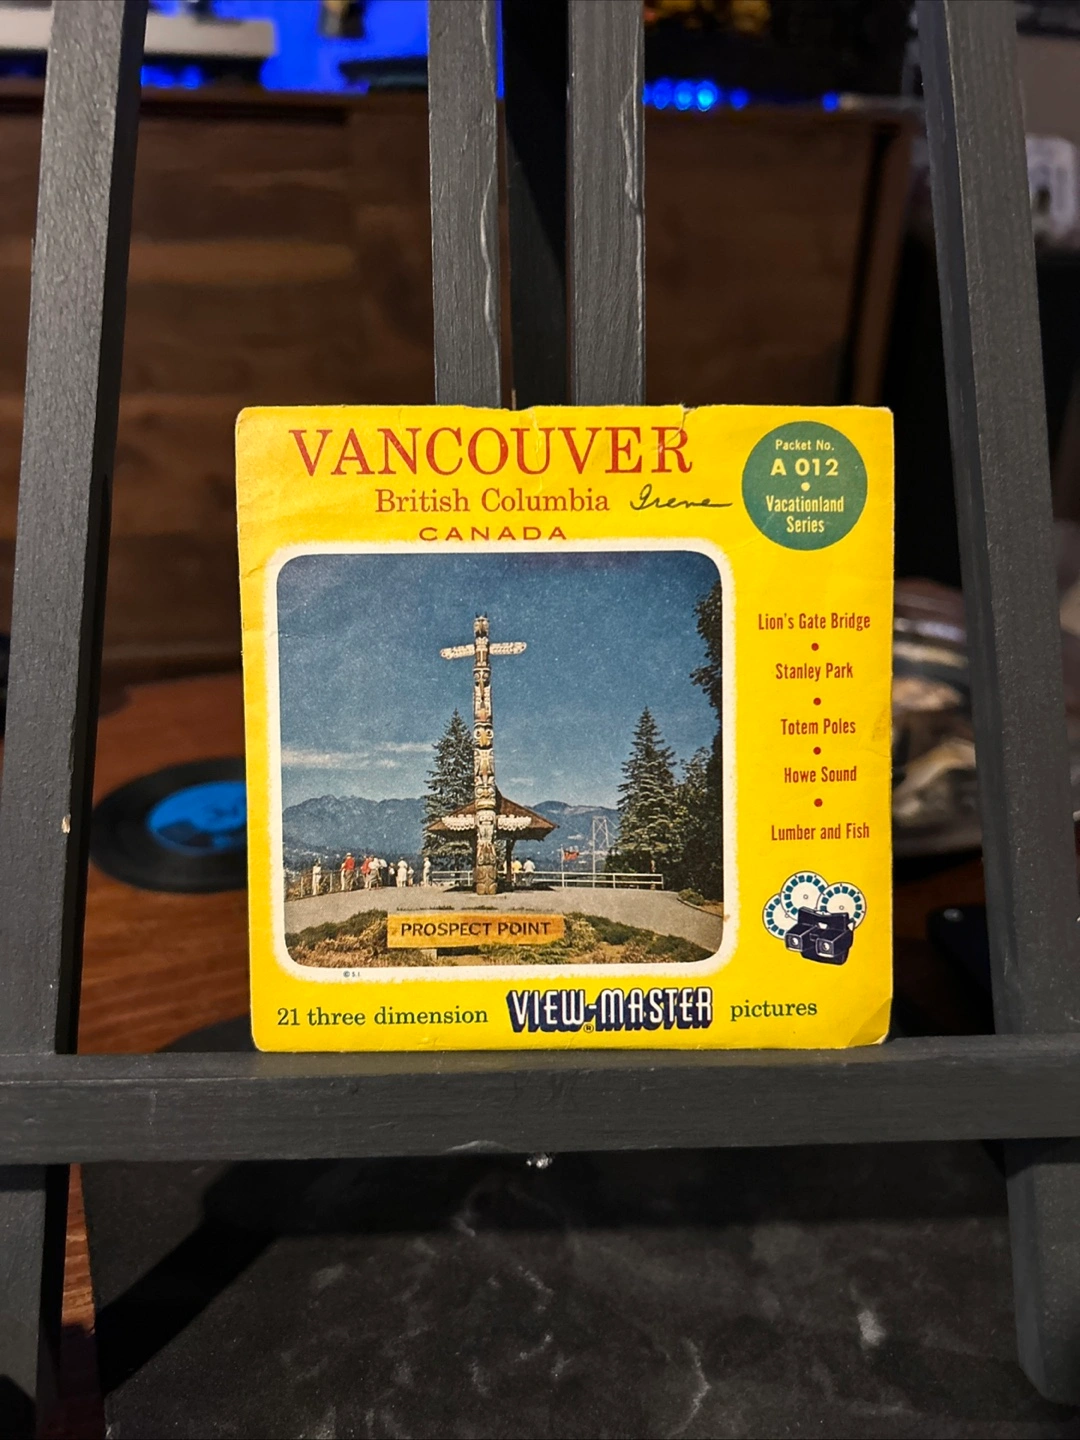 VANCOUVER
British Columbia Irene
CANADA
Packet No.
A 012
•
Vacationland
Series
Lion's Gate Bridge
•
Stanley Park
•
Totem Poles
•
Howe Sound
•
Lumber and Fish
PROSPECT POINT
© S.I.
21 three dimension VIEW-MASTER® pictures